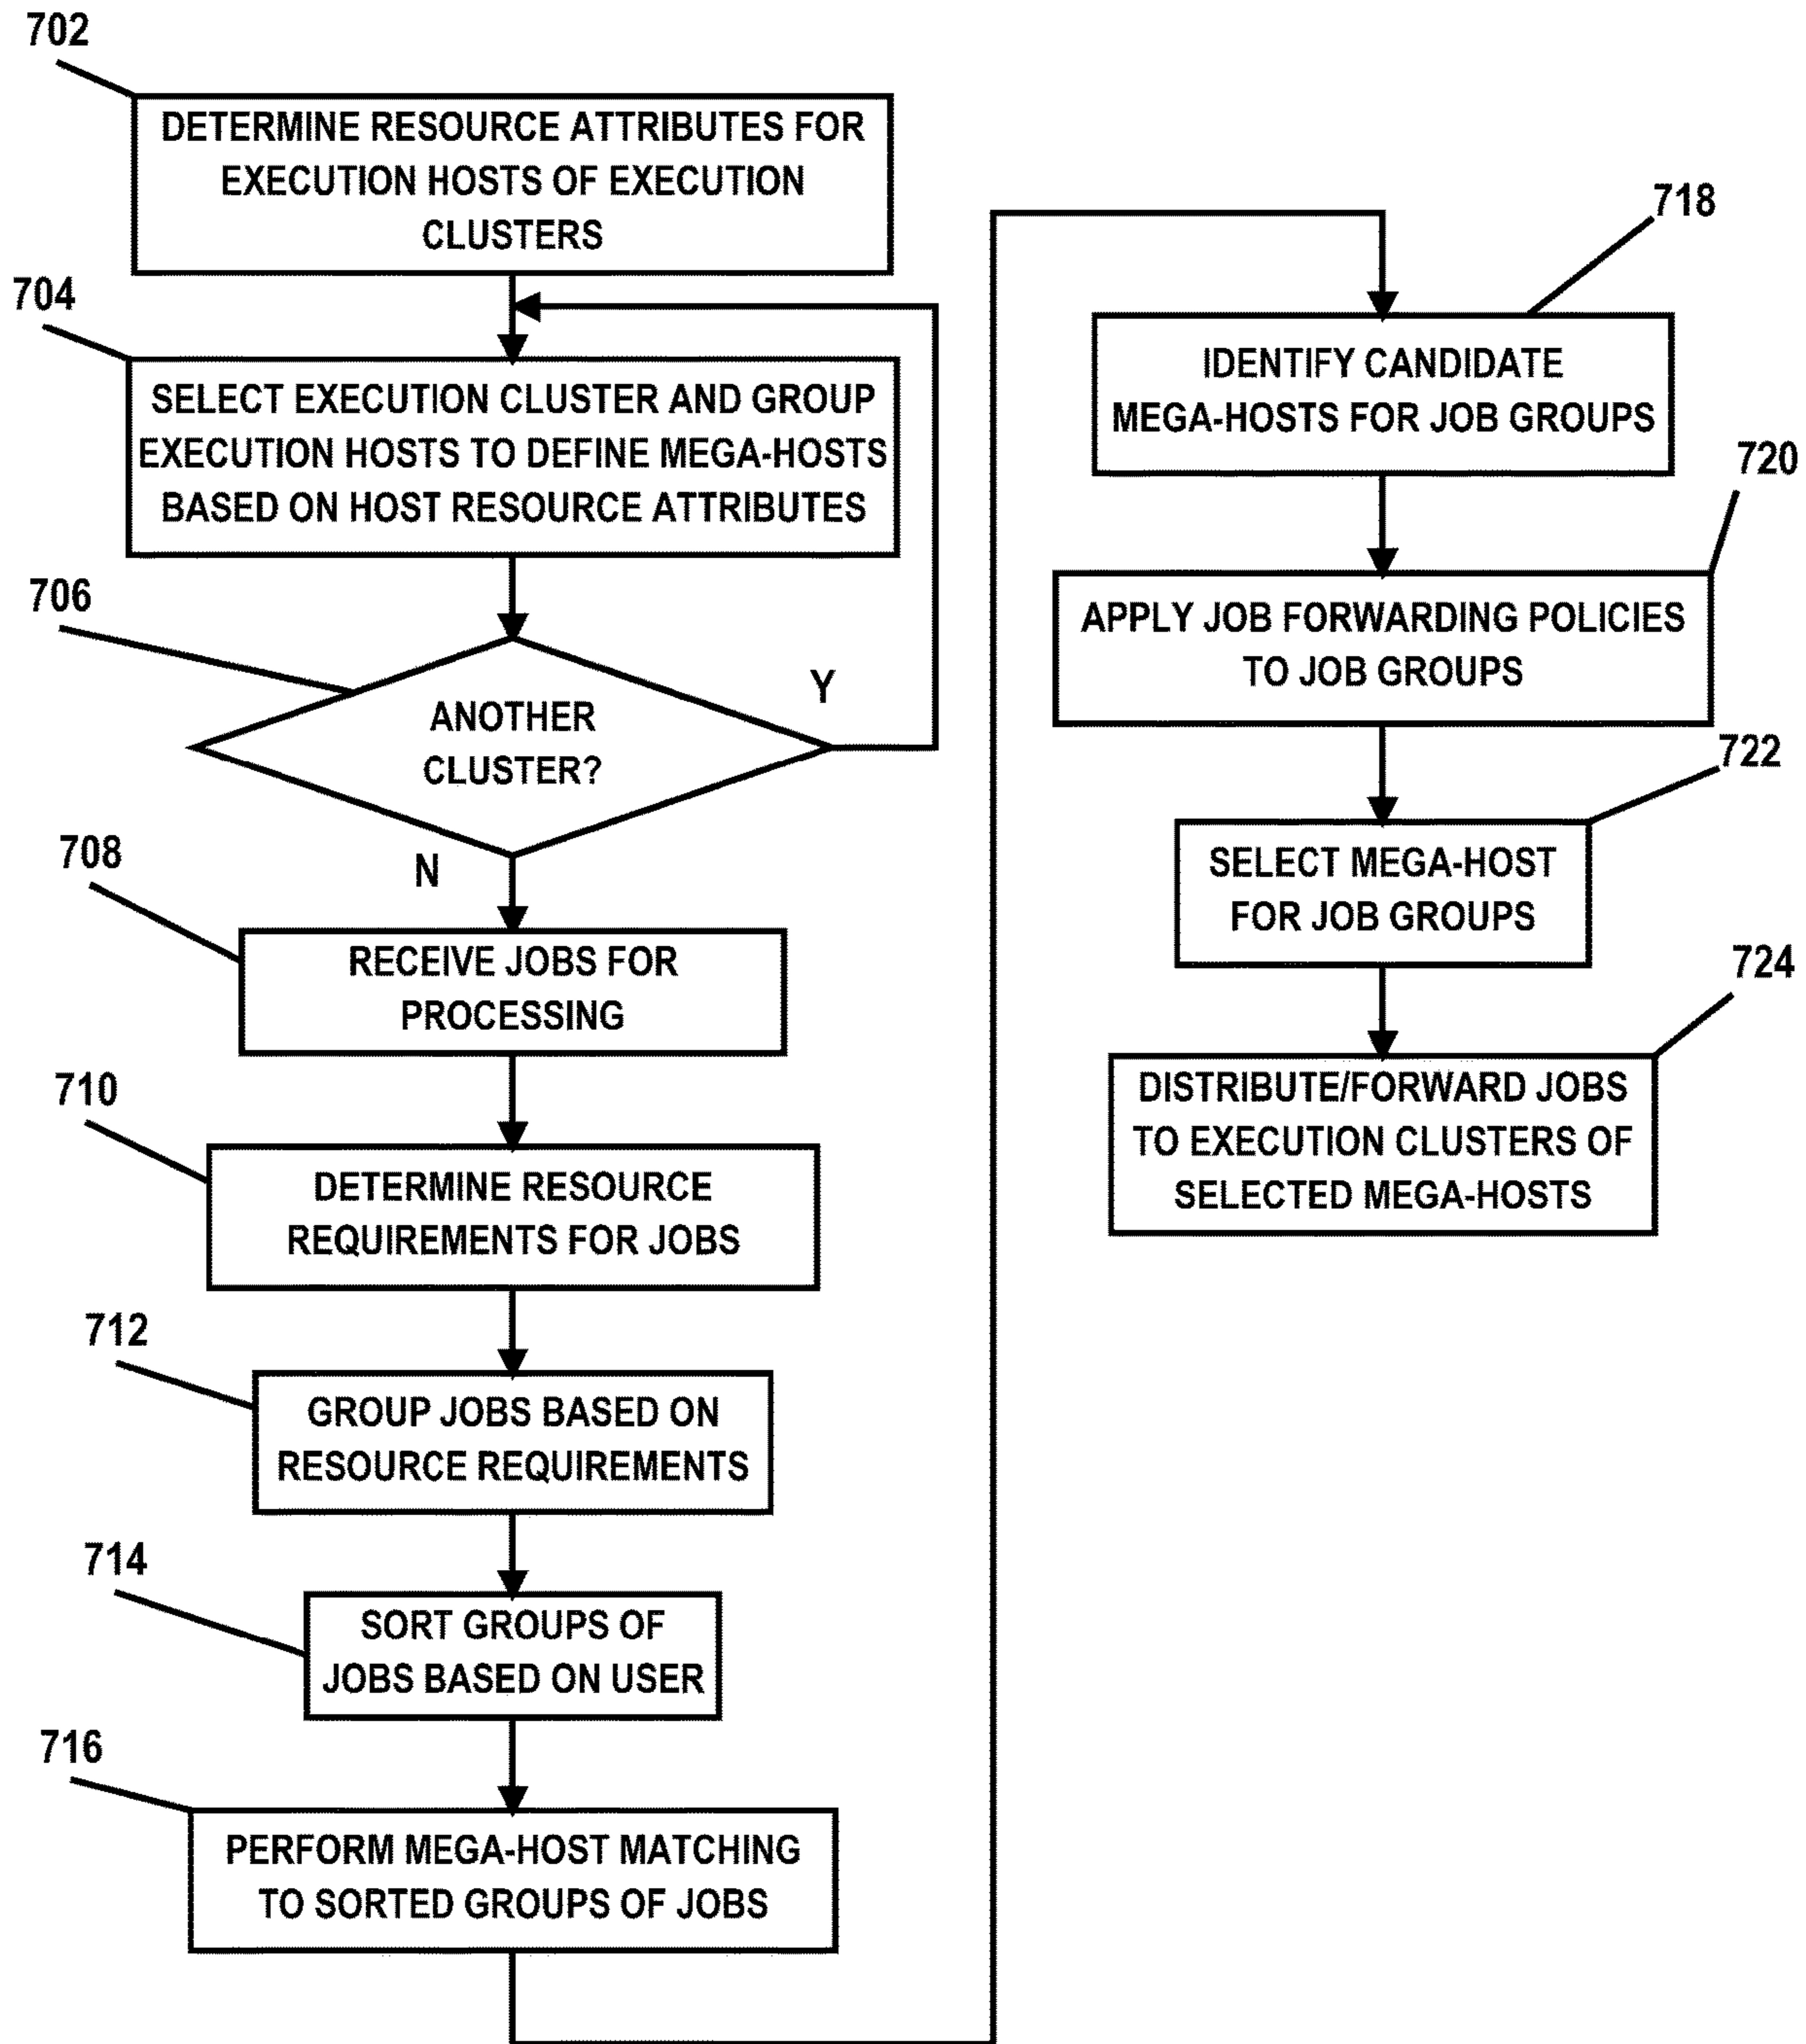 702
DETERMINE RESOURCE ATTRIBUTES FOR
EXECUTION HOSTS OF EXECUTION
CLUSTERS
704
SELECT EXECUTION CLUSTER AND GROUP
EXECUTION HOSTS TO DEFINE MEGA-HOSTS
BASED ON HOST RESOURCE ATTRIBUTES
706
ANOTHER
CLUSTER?
Y
N
708
RECEIVE JOBS FOR
PROCESSING
710
DETERMINE RESOURCE
REQUIREMENTS FOR JOBS
712
GROUP JOBS BASED ON
RESOURCE REQUIREMENTS
714
SORT GROUPS OF
JOBS BASED ON USER
716
PERFORM MEGA-HOST MATCHING
TO SORTED GROUPS OF JOBS
718
IDENTIFY CANDIDATE
MEGA-HOSTS FOR JOB GROUPS
720
APPLY JOB FORWARDING POLICIES
TO JOB GROUPS
722
SELECT MEGA-HOST
FOR JOB GROUPS
724
DISTRIBUTE/FORWARD JOBS
TO EXECUTION CLUSTERS OF
SELECTED MEGA-HOSTS